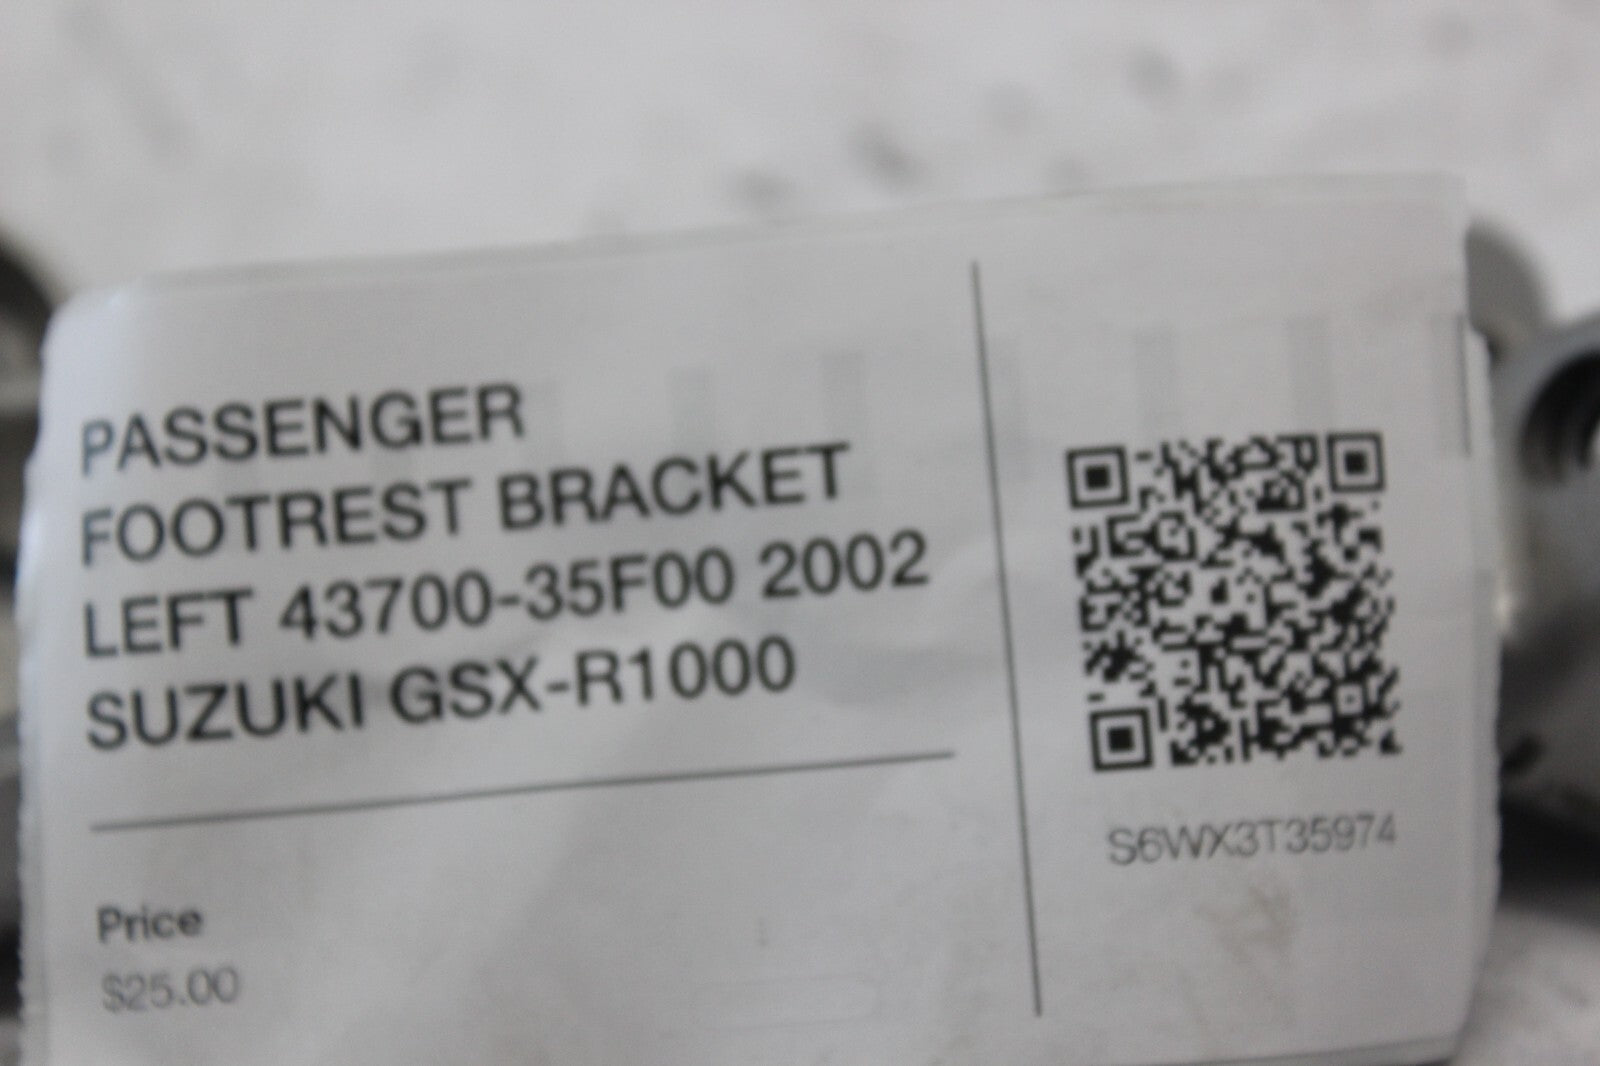 PASSENGER
FOOTREST BRACKET
LEFT 43700-35F00 2002
SUZUKI GSX-R1000
Price
$25.00
S6WX3T35974